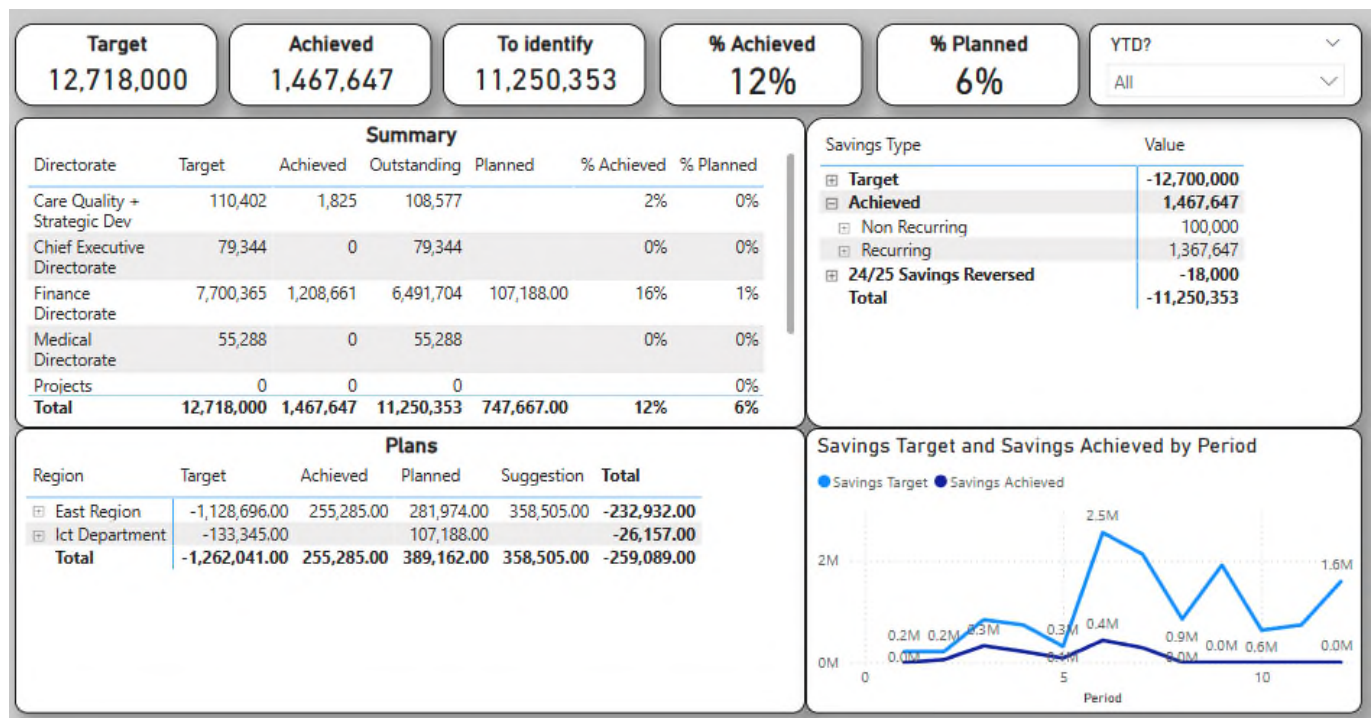 Target
12,718,000
Achieved
1,467,647
To identify
11,250,353
% Achieved
12%
% Planned
6%
YTD?
All
Summary
Directorate Target Achieved Outstanding Planned % Achieved % Planned
Care Quality + 110,402 1,825 108,577 2% 0%
Strategic Dev
Chief Executive 79,344 0 79,344 0% 0%
Directorate
Finance 7,700,365 1,208,661 6,491,704 107,188.00 16% 1%
Directorate
Medical 55,288 0 55,288 0% 0%
Directorate
Projects 0 0 0 0%
Total 12,718,000 1,467,647 11,250,353 747,667.00 12% 6%
Savings Type Value
Target -12,700,000
Achieved 1,467,647
Non Recurring 100,000
Recurring 1,367,647
24/25 Savings Reversed -18,000
Total -11,250,353
Plans
Region Target Achieved Planned Suggestion Total
East Region -1,128,696.00 255,285.00 281,974.00 358,505.00 -232,932.00
Ict Department -133,345.00 107,188.00 -26,157.00
Total -1,262,041.00 255,285.00 389,162.00 358,505.00 -259,089.00
Savings Target and Savings Achieved by Period
Savings Target Savings Achieved
2.5M
2M
1.6M
0.2M 0.2M 0.3M 0.3M 0.4M 0.9M 0.0M 0.6M 0.0M
0.0M 0.1M 0.0M
0M
0 5 10
Period